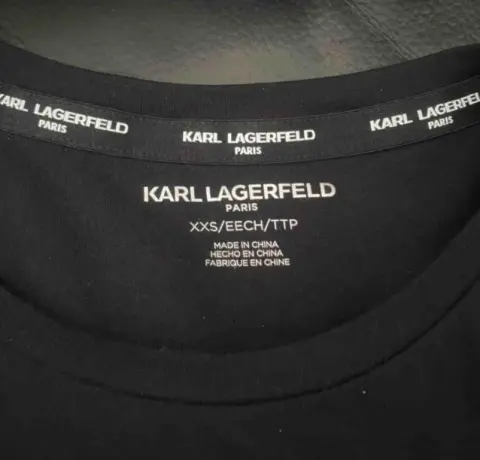 KARL LAGERFELD
PARIS
KARL LAGERFELD
PARIS
KARL LAGERFELD
PARIS
KARL LAGERFELD
PARIS
XXS/EECH/TTP
MADE IN CHINA
HECHO EN CHINA
FABRIQUE EN CHINE